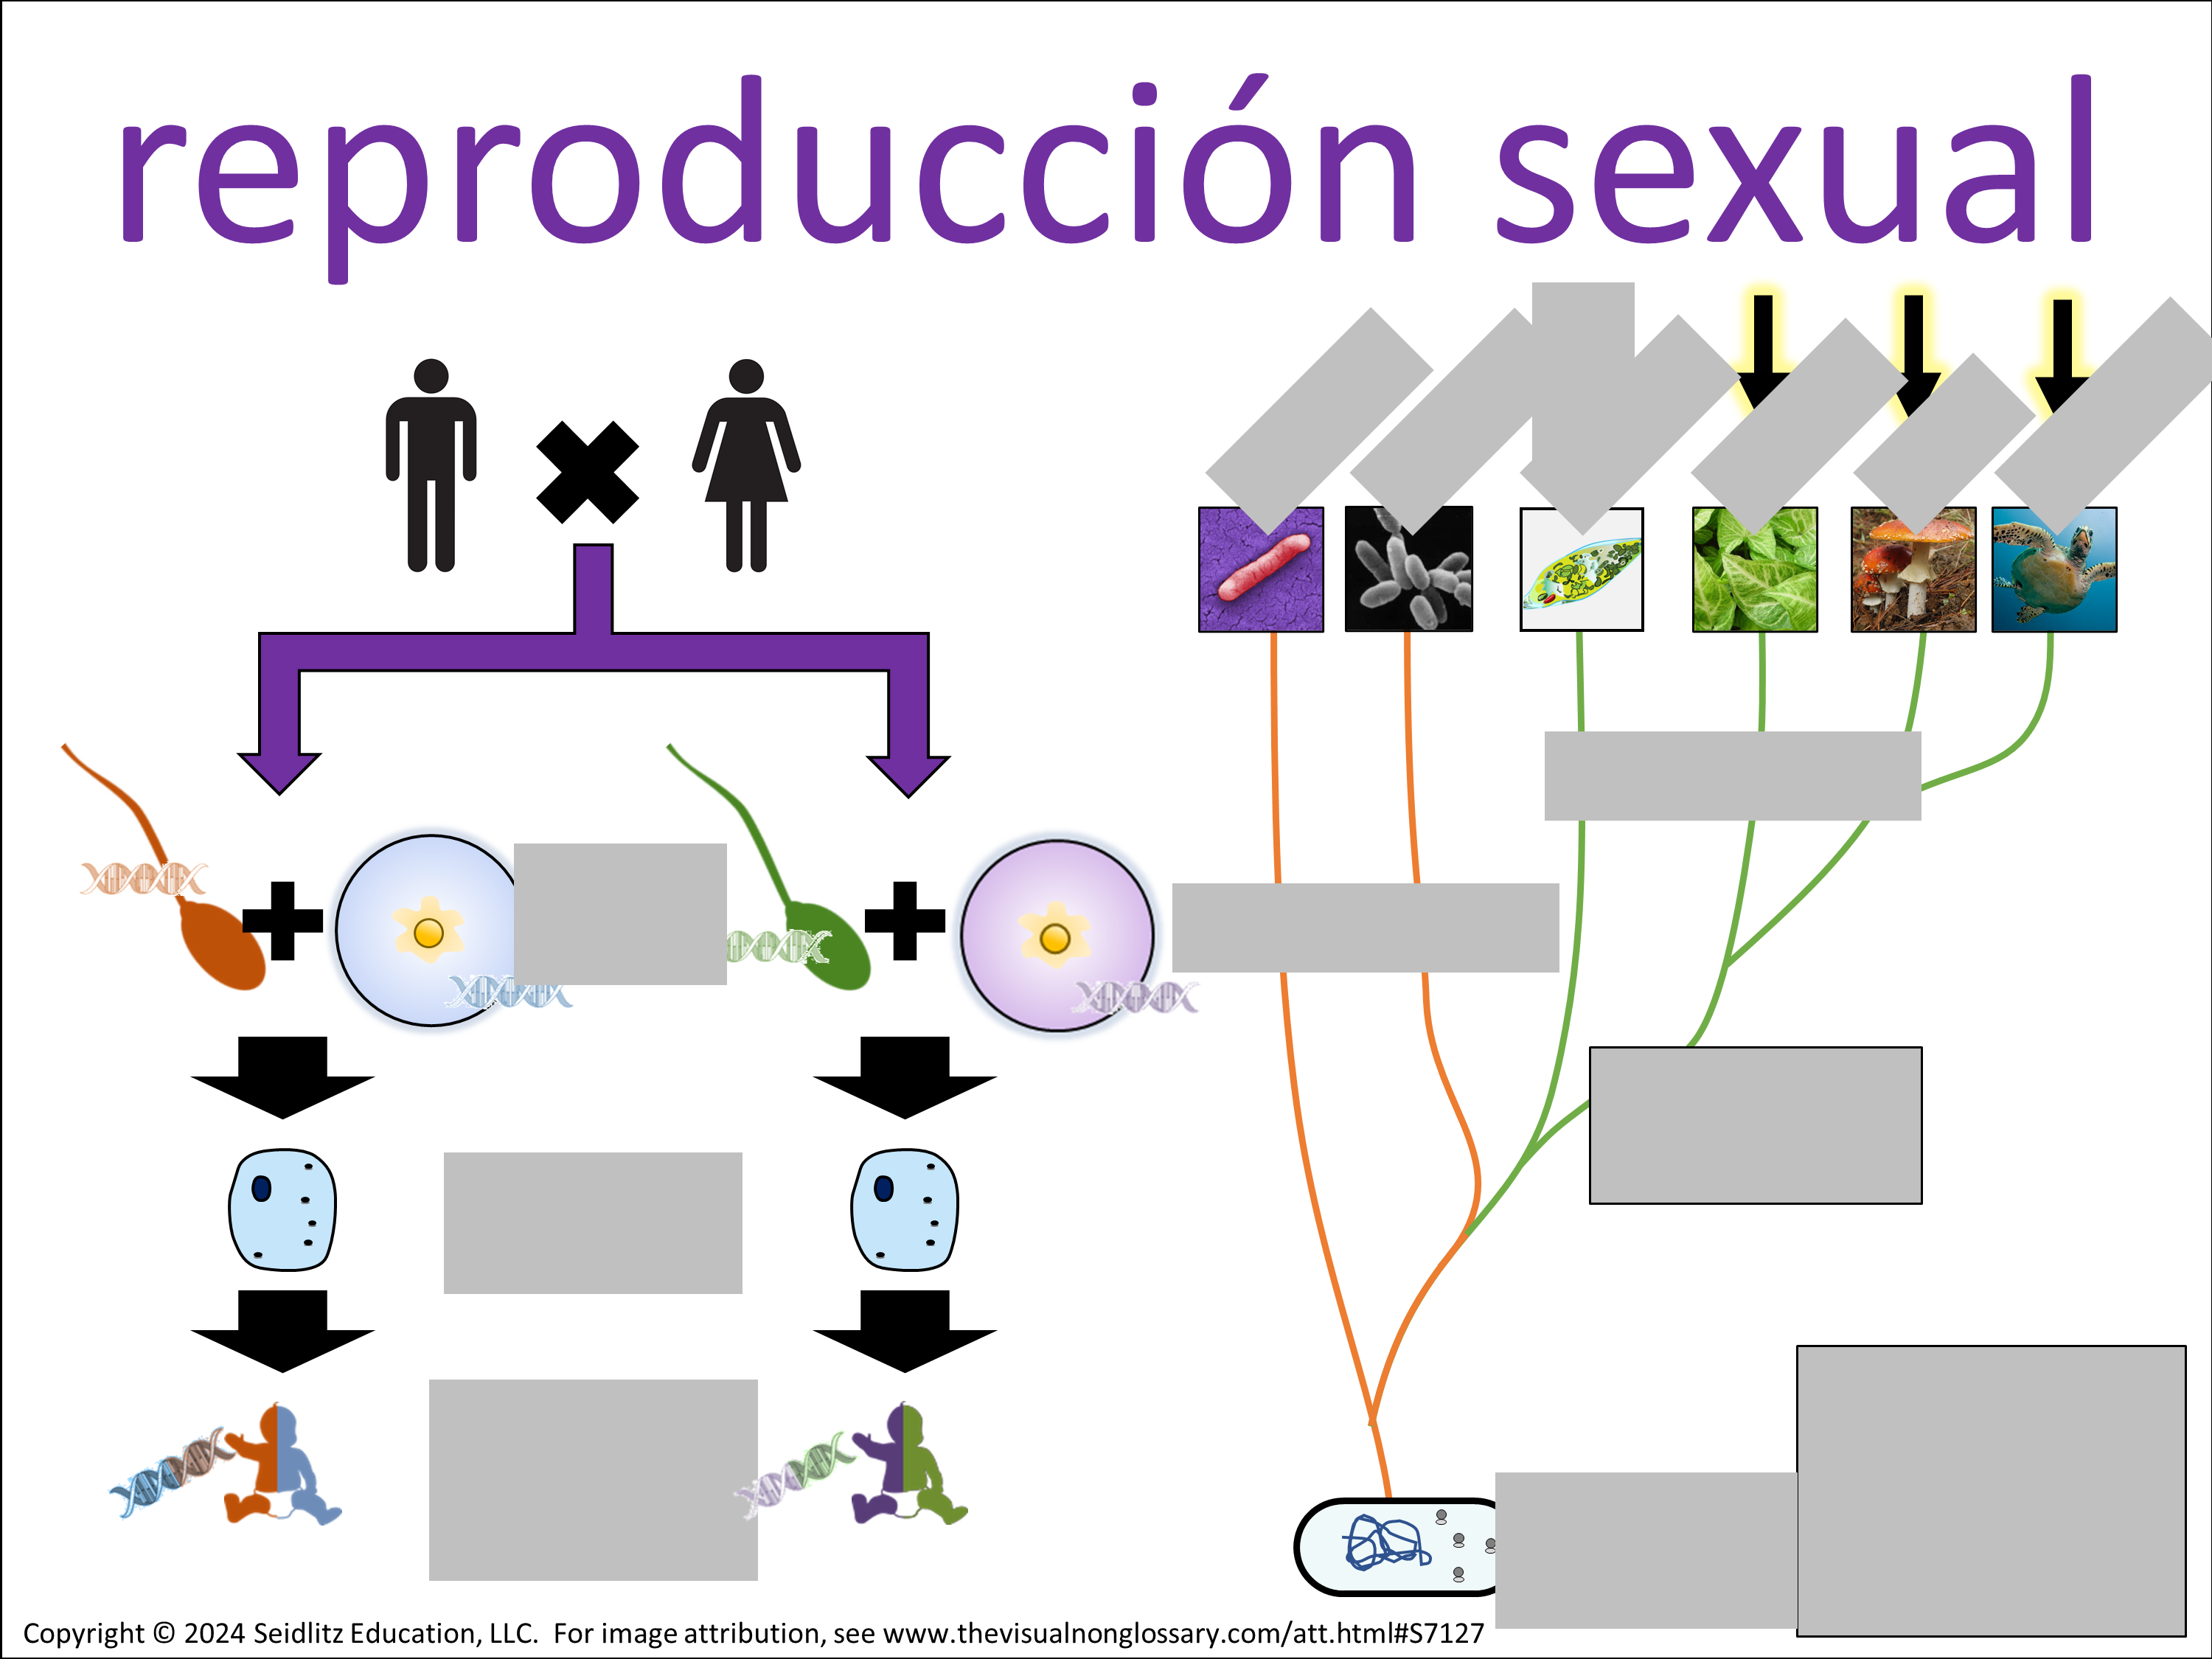 reproducción sexual
Copyright © 2024 Seidlitz Education, LLC.  For image attribution, see www.thevisualnonglossary.com/att.html#S7127